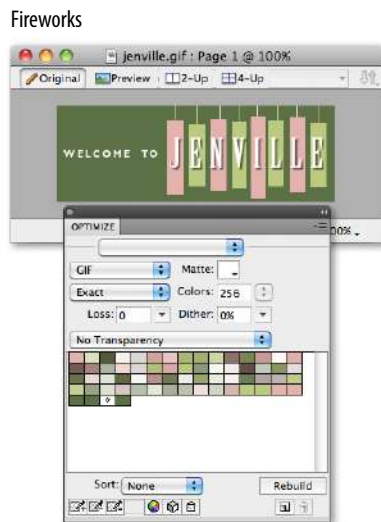 Fireworks
jenville.gif : Page 1 @ 100%
Original Preview 2-Up 4-Up
WELCOME TO JENVILLE
00%
OPTIMIZE
GIF Matte:
Exact Colors: 256
Loss: 0 Dither: 0%
No Transparency
Sort: None Rebuild